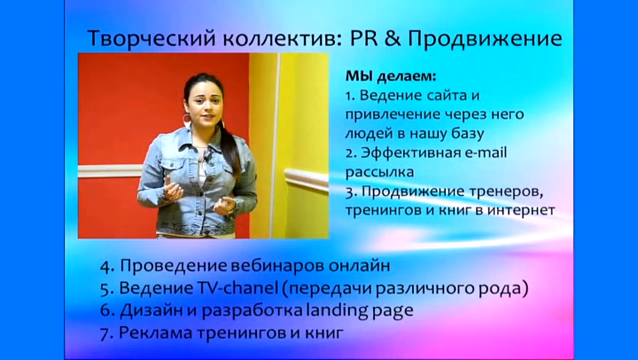 Творческий коллектив: PR & Продвижение
МЫ делаем:
1. Ведение сайта и
привлечение через него
людей в нашу базу
2. Эффективная e-mail
рассылка
3. Продвижение тренеров,
тренингов и книг в интернет
4. Проведение вебинаров онлайн
5. Ведение TV-chanel (передачи различного рода)
6. Дизайн и разработка landing page
7. Реклама тренингов и книг